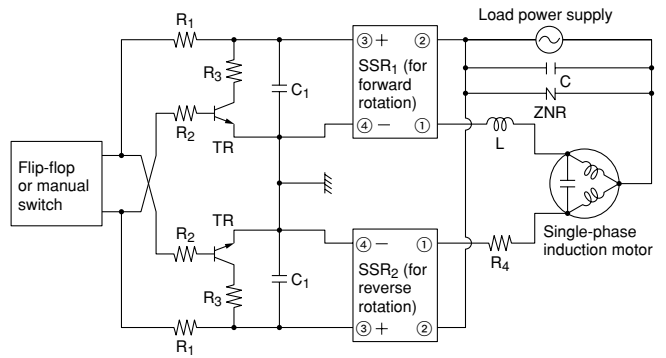 Load power supply
R1
③ +
②
SSR1 (for
forward
rotation)
R3
C1
C
ZNR
R2
④ −
①
L
TR
Flip-flop
or manual
switch
TR
Single-phase
induction motor
R2
④ −
①
R4
SSR2 (for
reverse
rotation)
R3
C1
③ +
②
R1